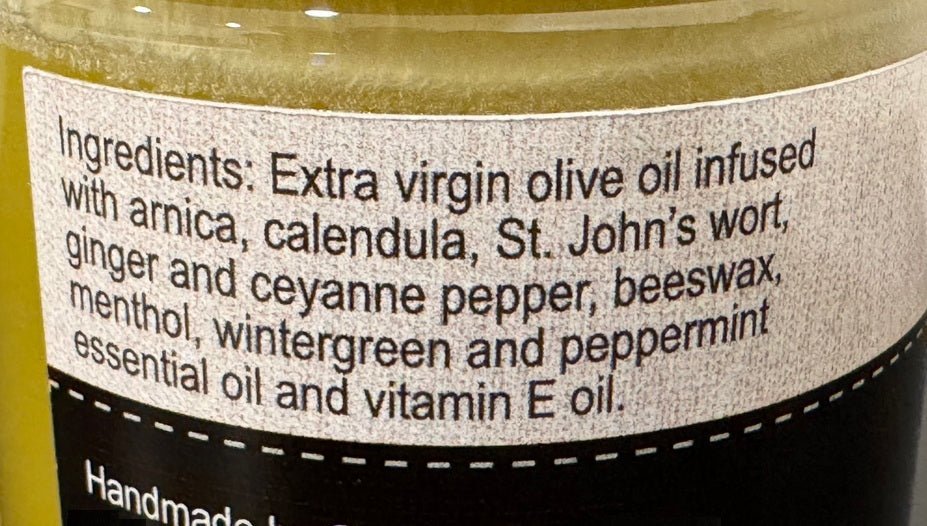 Ingredients: Extra virgin olive oil infused
with arnica, calendula, St. John's wort,
ginger and ceyanne pepper, beeswax,
menthol, wintergreen and peppermint
essential oil and vitamin E oil.
Handmade